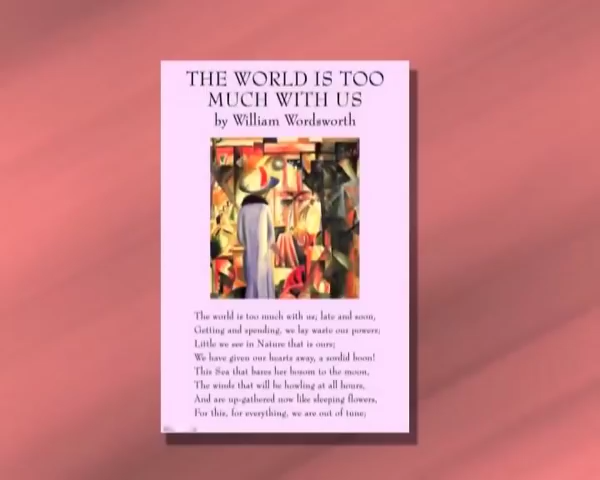 THE WORLD IS TOO
MUCH WITH US
by William Wordsworth
The world is too much with us; late and soon,
Getting and spending, we lay waste our powers;
Little we see in Nature that is ours;
We have given our hearts away, a sordid boon!
This Sea that bares her bosom to the moon,
The winds that will be howling at all hours,
And are up-gathered now like sleeping flowers,
For this, for everything, we are out of tune;